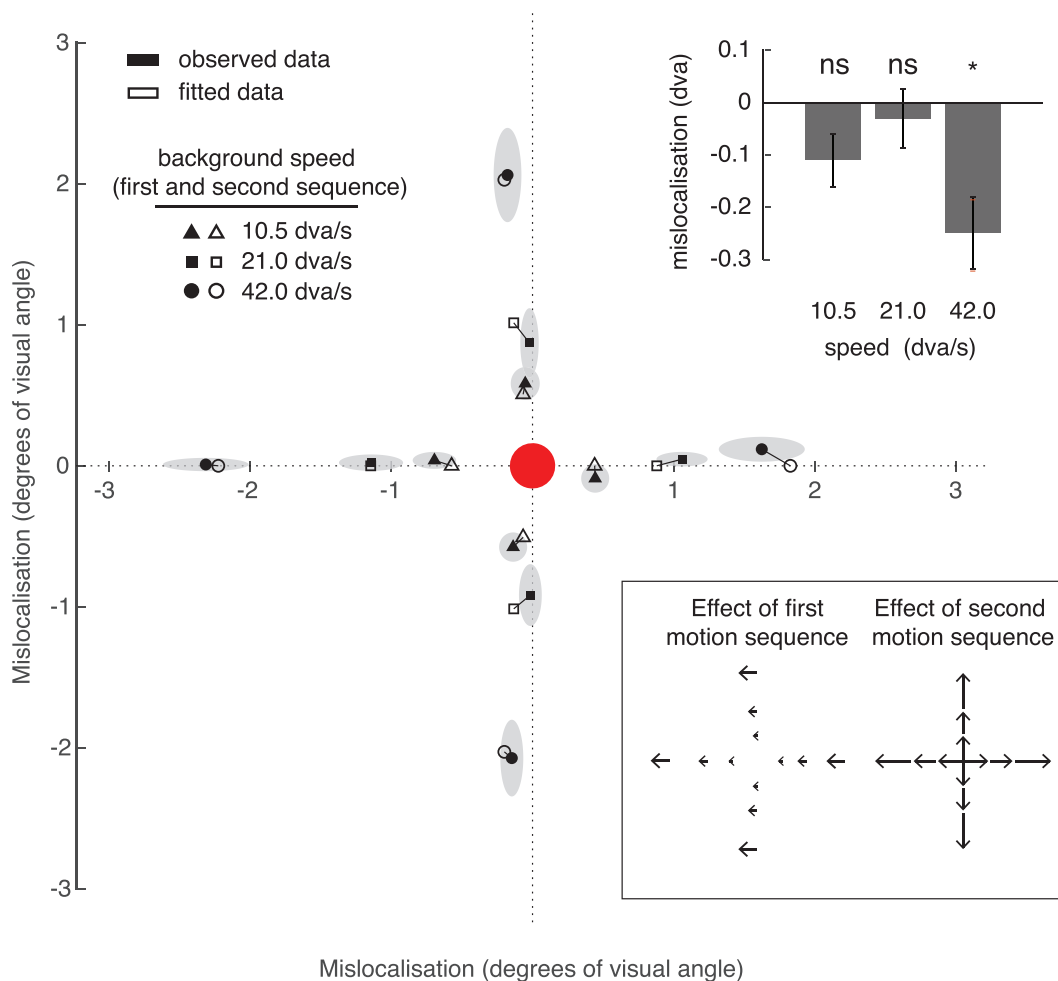 3
2
1
0
-1
-2
-3
observed data
fitted data
background speed
(first and second sequence)
10.5 dva/s
21.0 dva/s
42.0 dva/s
Mislocalisation (degrees of visual angle)
0.1
0
-0.1
-0.2
-0.3
mislocalisation (dva)
ns ns *
10.5 21.0 42.0
speed (dva/s)
-3 -2 -1 1 2 3
Effect of first
motion sequence
Effect of second
motion sequence
Mislocalisation (degrees of visual angle)